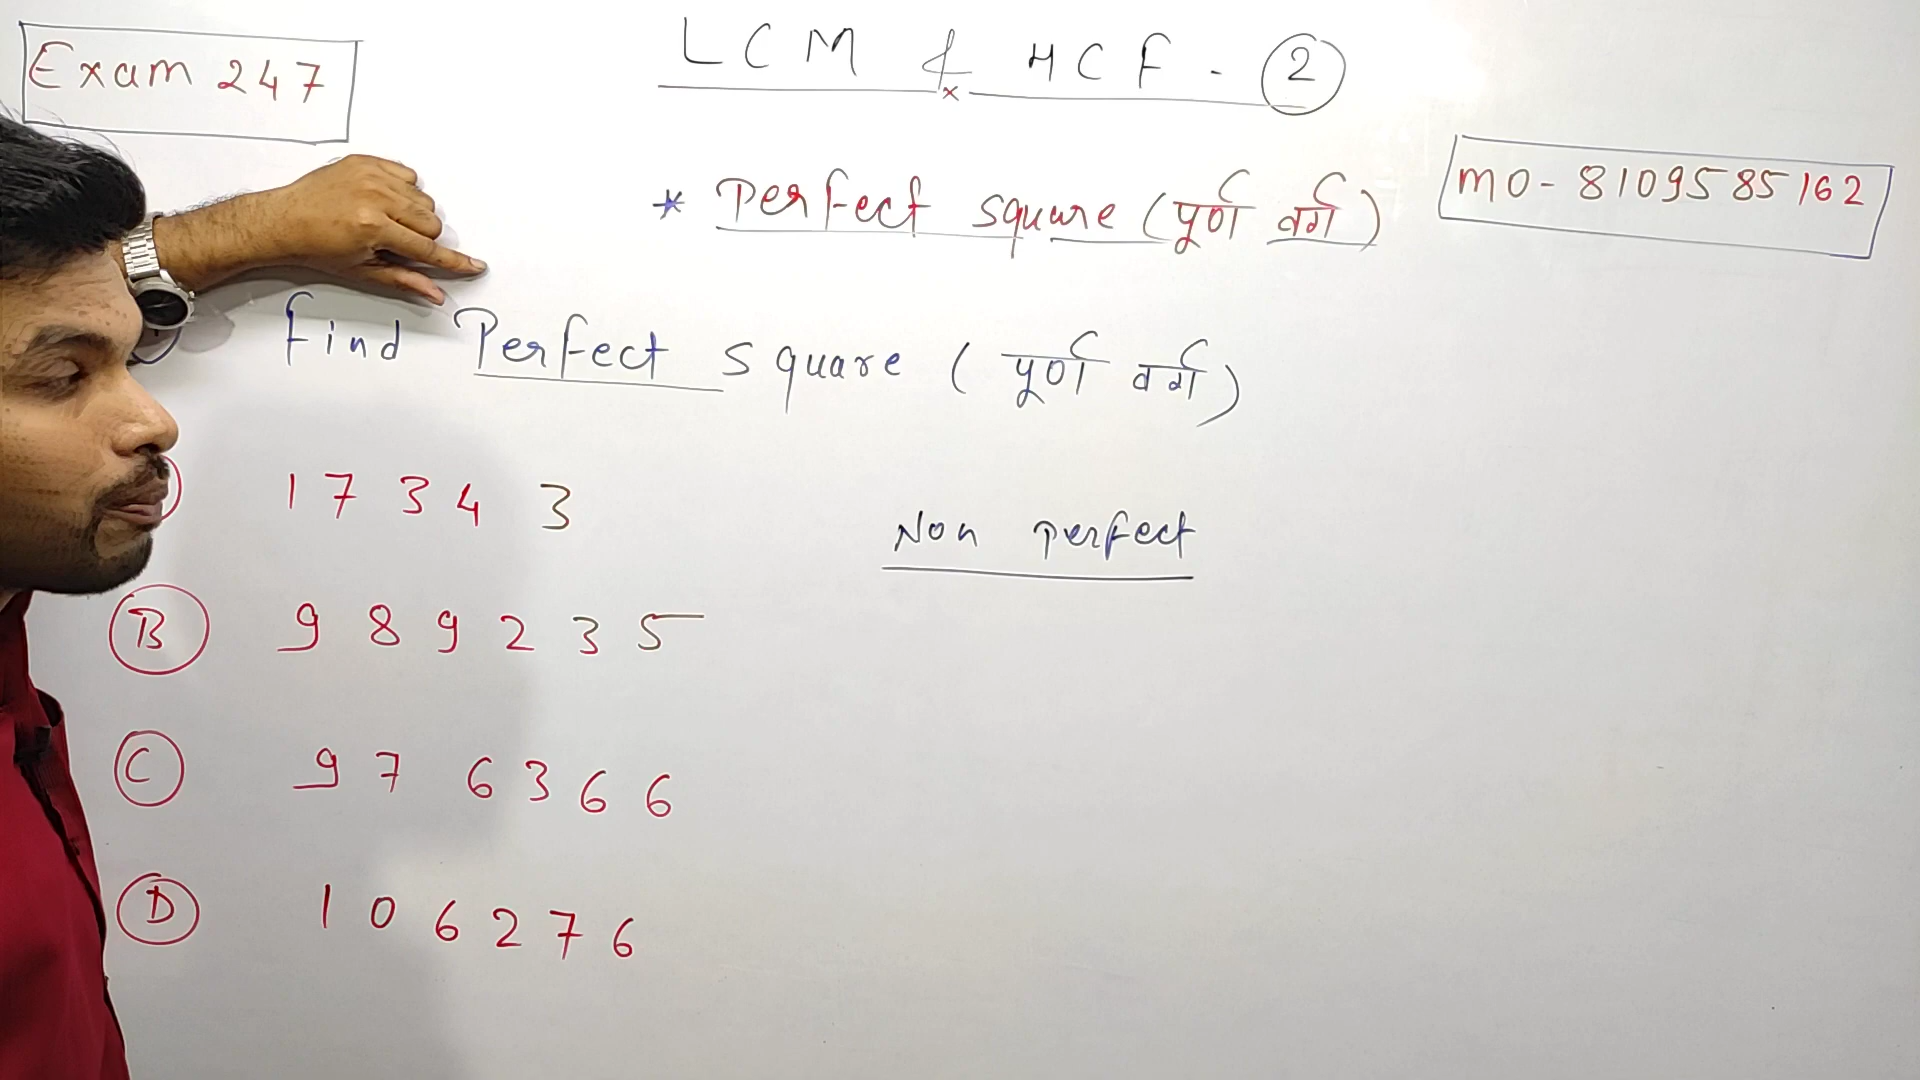 Exam 247
LCM & HCF - 2
x
* Perfect square (पूर्ण वर्ग)
MO - 8109585162
Find Perfect square (पूर्ण वर्ग)
17343
Non perfect
B 989235
C 976366
D 106276